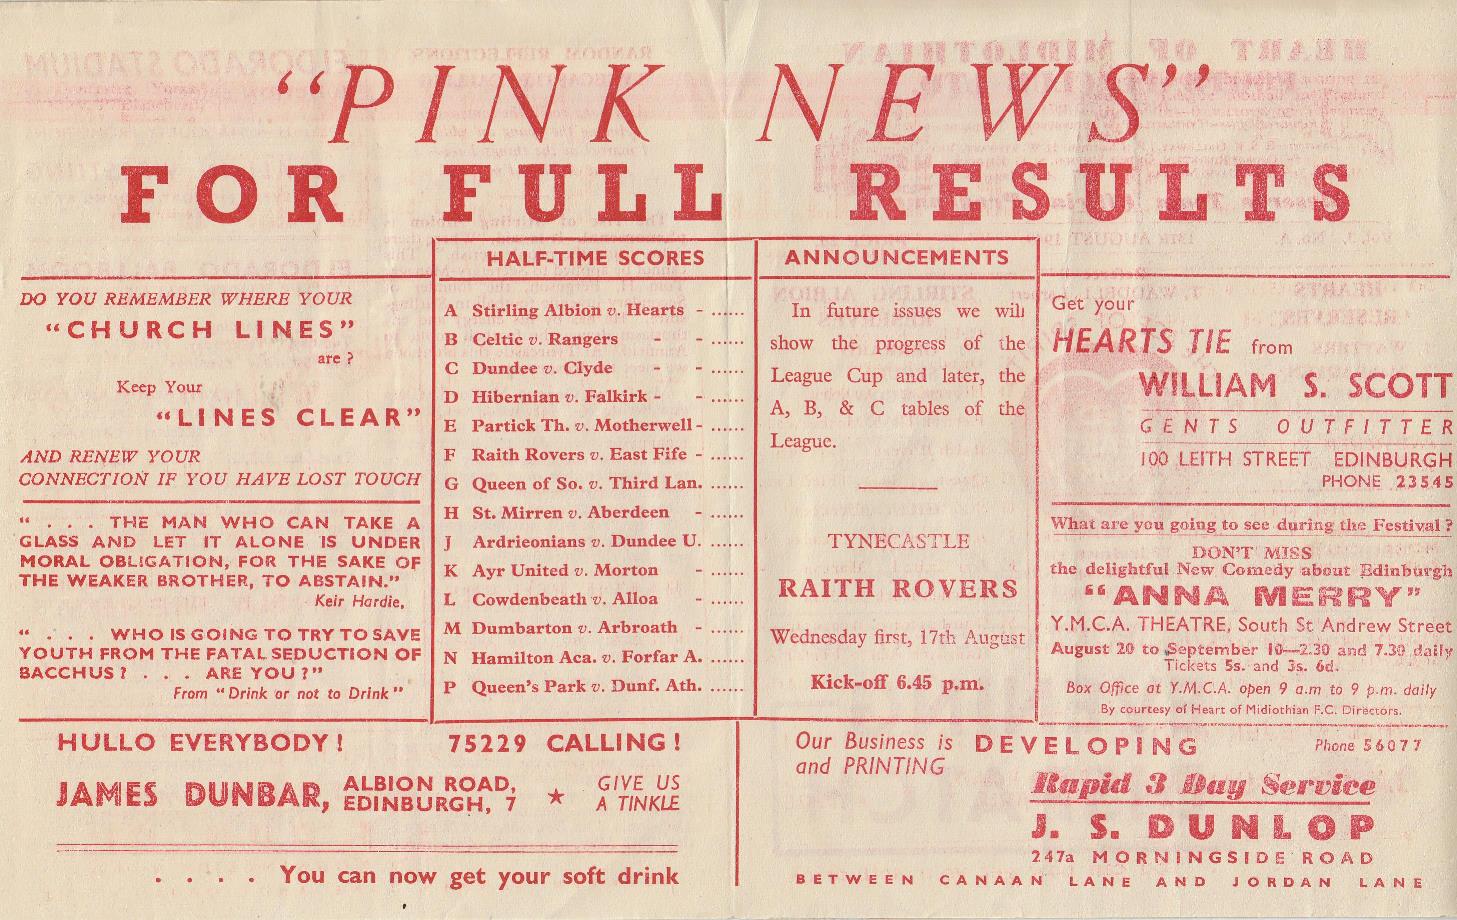 “PINK NEWS”
FOR FULL RESULTS
DO YOU REMEMBER WHERE YOUR
“CHURCH LINES”
are ?
Keep Your
“LINES CLEAR”
AND RENEW YOUR
CONNECTION IF YOU HAVE LOST TOUCH
“ . . . THE MAN WHO CAN TAKE A
GLASS AND LET IT ALONE IS UNDER
MORAL OBLIGATION, FOR THE SAKE OF
THE WEAKER BROTHER, TO ABSTAIN.”
Keir Hardie,
“ . . . WHO IS GOING TO TRY TO SAVE
YOUTH FROM THE FATAL SEDUCTION OF
BACCHUS ? . . . ARE YOU ?”
From “Drink or not to Drink”
HALF-TIME SCORES
A Stirling Albion v. Hearts - ......
B Celtic v. Rangers - - ......
C Dundee v. Clyde - - ......
D Hibernian v. Falkirk - - ......
E Partick Th. v. Motherwell - ......
F Raith Rovers v. East Fife - ......
G Queen of So. v. Third Lan. ......
H St. Mirren v. Aberdeen - ......
J Ardrieonians v. Dundee U. ......
K Ayr United v. Morton - ......
L Cowdenbeath v. Alloa - ......
M Dumbarton v. Arbroath - ......
N Hamilton Aca. v. Forfar A. ......
P Queen’s Park v. Dunf. Ath. ......
ANNOUNCEMENTS
In future issues we will
show the progress of the
League Cup and later, the
A, B, & C tables of the
League.
TYNECASTLE
RAITH ROVERS
Wednesday first, 17th August
Kick-off 6.45 p.m.
Get your
HEARTS TIE from
WILLIAM S. SCOTT
GENTS OUTFITTER
100 LEITH STREET EDINBURGH
PHONE 23545
What are you going to see during the Festival ?
DON’T MISS
the delightful New Comedy about Edinburgh
“ANNA MERRY”
Y.M.C.A. THEATRE, South St Andrew Street
August 20 to September 10—2.30 and 7.30 daily
Tickets 5s. and 3s. 6d.
Box Office at Y.M.C.A. open 9 a.m to 9 p.m. daily
By courtesy of Heart of Midlothian F.C. Directors.
HULLO EVERYBODY ! 75229 CALLING !
JAMES DUNBAR, ALBION ROAD,
EDINBURGH, 7 ★ GIVE US
A TINKLE
. . . . You can now get your soft drink
Our Business is DEVELOPING Phone 56077
and PRINTING
Rapid 3 Day Service
J. S. DUNLOP
247a MORNINGSIDE ROAD
BETWEEN CANAAN LANE AND JORDAN LANE